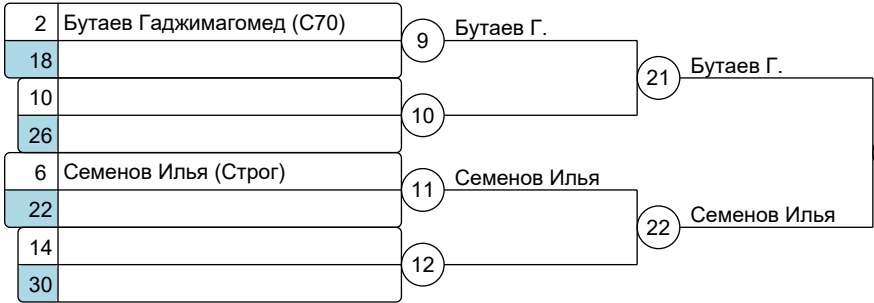 2 Бутаев Гаджимагомед (С70)
18
9 Бутаев Г.
10
26
10
21 Бутаев Г.
6 Семенов Илья (Строг)
22
11 Семенов Илья
14
30
12
22 Семенов Илья